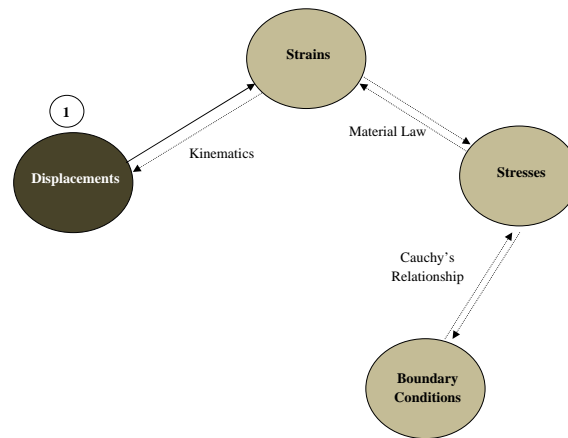 Strains
1
Material Law
Kinematics
Displacements
Stresses
Cauchy’s
Relationship
Boundary
Conditions